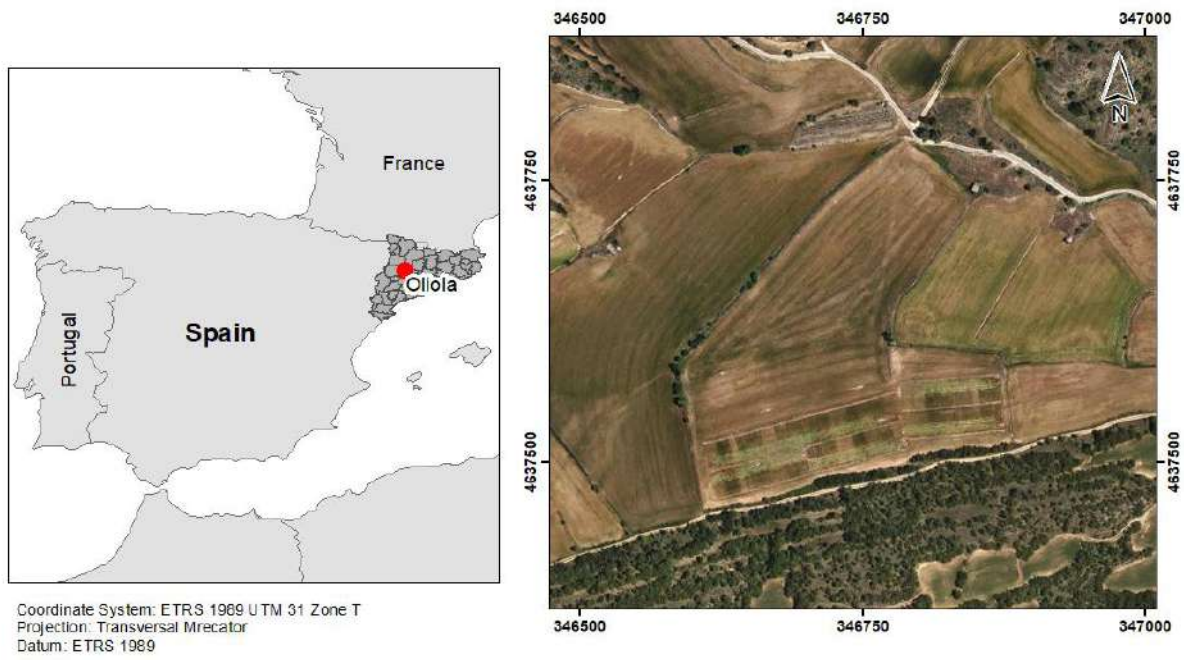 France
Oliola
Spain
Portugal
Coordinate System: ETRS 1989 UTM 31 Zone T
Projection: Transversal Mrecator
Datum: ETRS 1989
346500 346750 347000
N
4637750 4637750
4637500 4637500
346500 346750 347000